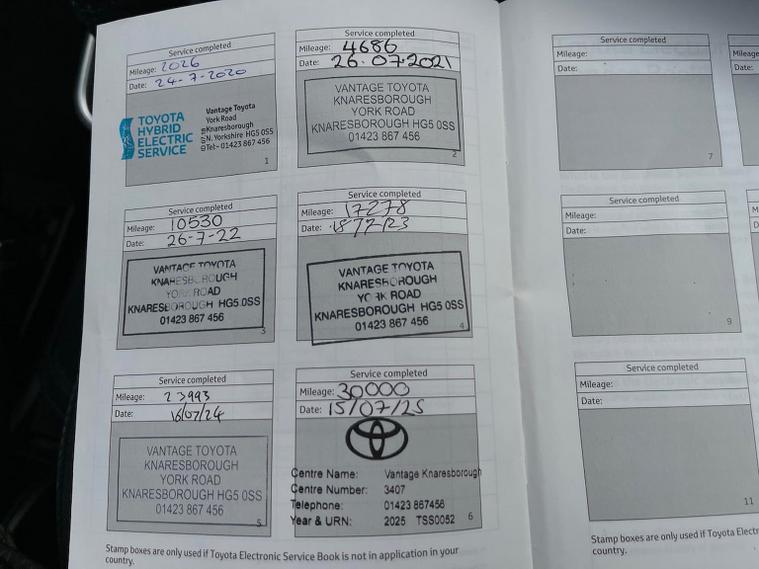 Service completed
Mileage: 2026
Date: 24-7-2020
TOYOTA
HYBRID
ELECTRIC
SERVICE
Vantage Toyota
York Road
Knaresborough
N. Yorkshire HG5 0SS
Tel:- 01423 867 456
1
Service completed
Mileage: 4686
Date: 26.07.2021
VANTAGE TOYOTA
KNARESBOROUGH
YORK ROAD
KNARESBOROUGH HG5 0SS
01423 867 456
2
Service completed
Mileage: 10530
Date: 26-7-22
VANTAGE TOYOTA
KNARESBOROUGH
YORK ROAD
KNARESBOROUGH HG5 0SS
01423 867 456
3
Service completed
Mileage: 17278
Date:
VANTAGE TOYOTA
KNARESBOROUGH
YORK ROAD
KNARESBOROUGH HG5 0SS
01423 867 456
4
Service completed
Mileage: 23993
Date: 16/07/24
VANTAGE TOYOTA
KNARESBOROUGH
YORK ROAD
KNARESBOROUGH HG5 0SS
01423 867 456
5
Service completed
Mileage: 30000
Date: 15/07/25
Centre Name: Vantage Knaresborough
Centre Number: 3407
Telephone: 01423 867456
Year & URN: 2025 TSS0052
6
Stamp boxes are only used if Toyota Electronic Service Book is not in application in your
country.
Service completed
Mileage:
Date:
7
Mileage
Date:
Service completed
Mileage:
Date:
9
Service completed
Mileage:
Date:
11
Stamp boxes are only used if Toyota Electr
country.